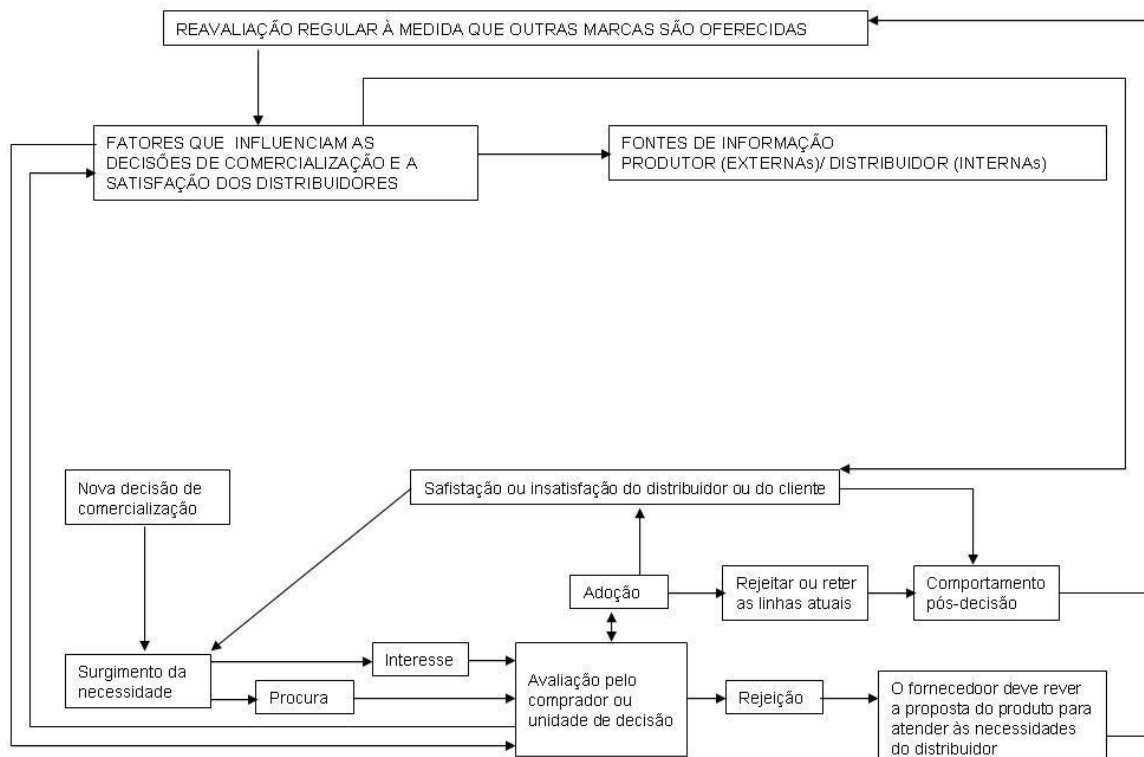 REAVALIAÇÃO REGULAR À MEDIDA QUE OUTRAS MARCAS SÃO OFERECIDAS
FATORES QUE INFLUENCIAM AS
DECISÕES DE COMERCIALIZAÇÃO E A
SATISFAÇÃO DOS DISTRIBUIDORES
FONTES DE INFORMAÇÃO
PRODUTOR (EXTERNAs)/ DISTRIBUIDOR (INTERNAs)
Nova decisão de
comercialização
Safistação ou insatisfação do distribuidor ou do cliente
Adoção
Rejeitar ou reter
as linhas atuais
Comportamento
pós-decisão
Surgimento da
necessidade
Interesse
Procura
Avaliação pelo
comprador ou
unidade de decisão
Rejeição
O fornecedoor deve rever
a proposta do produto para
atender às necessidades
do distribuidor